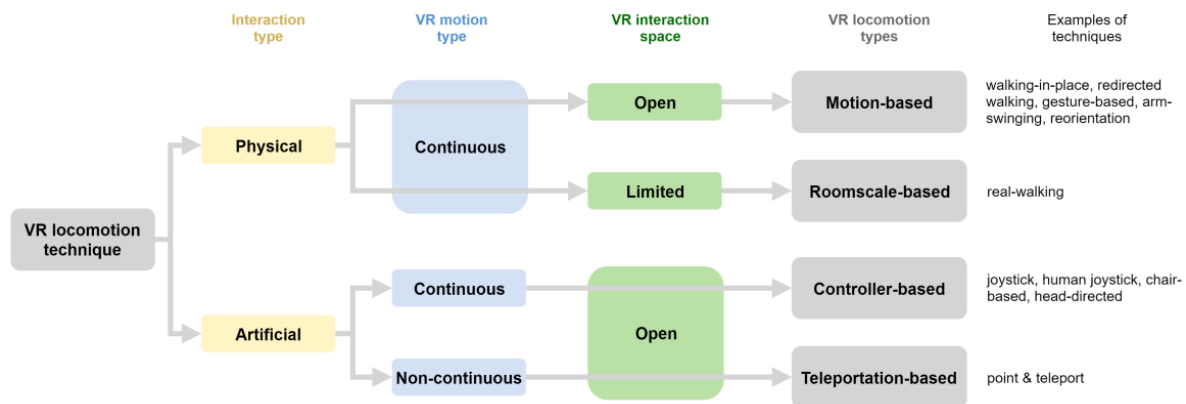 Interaction
type
VR motion
type
VR interaction
space
VR locomotion
types
Examples of
techniques
VR locomotion
technique
Physical
Continuous
Open
Motion-based
walking-in-place, redirected
walking, gesture-based, arm-
swinging, reorientation
Limited
Roomscale-based
real-walking
Artificial
Continuous
Open
Controller-based
joystick, human joystick, chair-
based, head-directed
Non-continuous
Teleportation-based
point & teleport